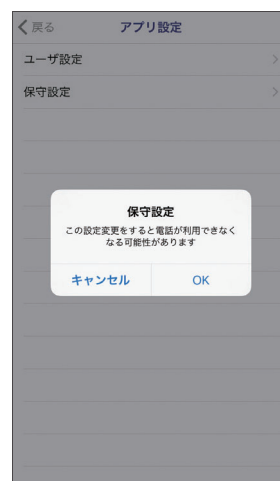 戻る アプリ設定
ユーザ設定
保守設定
保守設定
この設定変更をすると電話が利用できなく
なる可能性があります
キャンセル OK